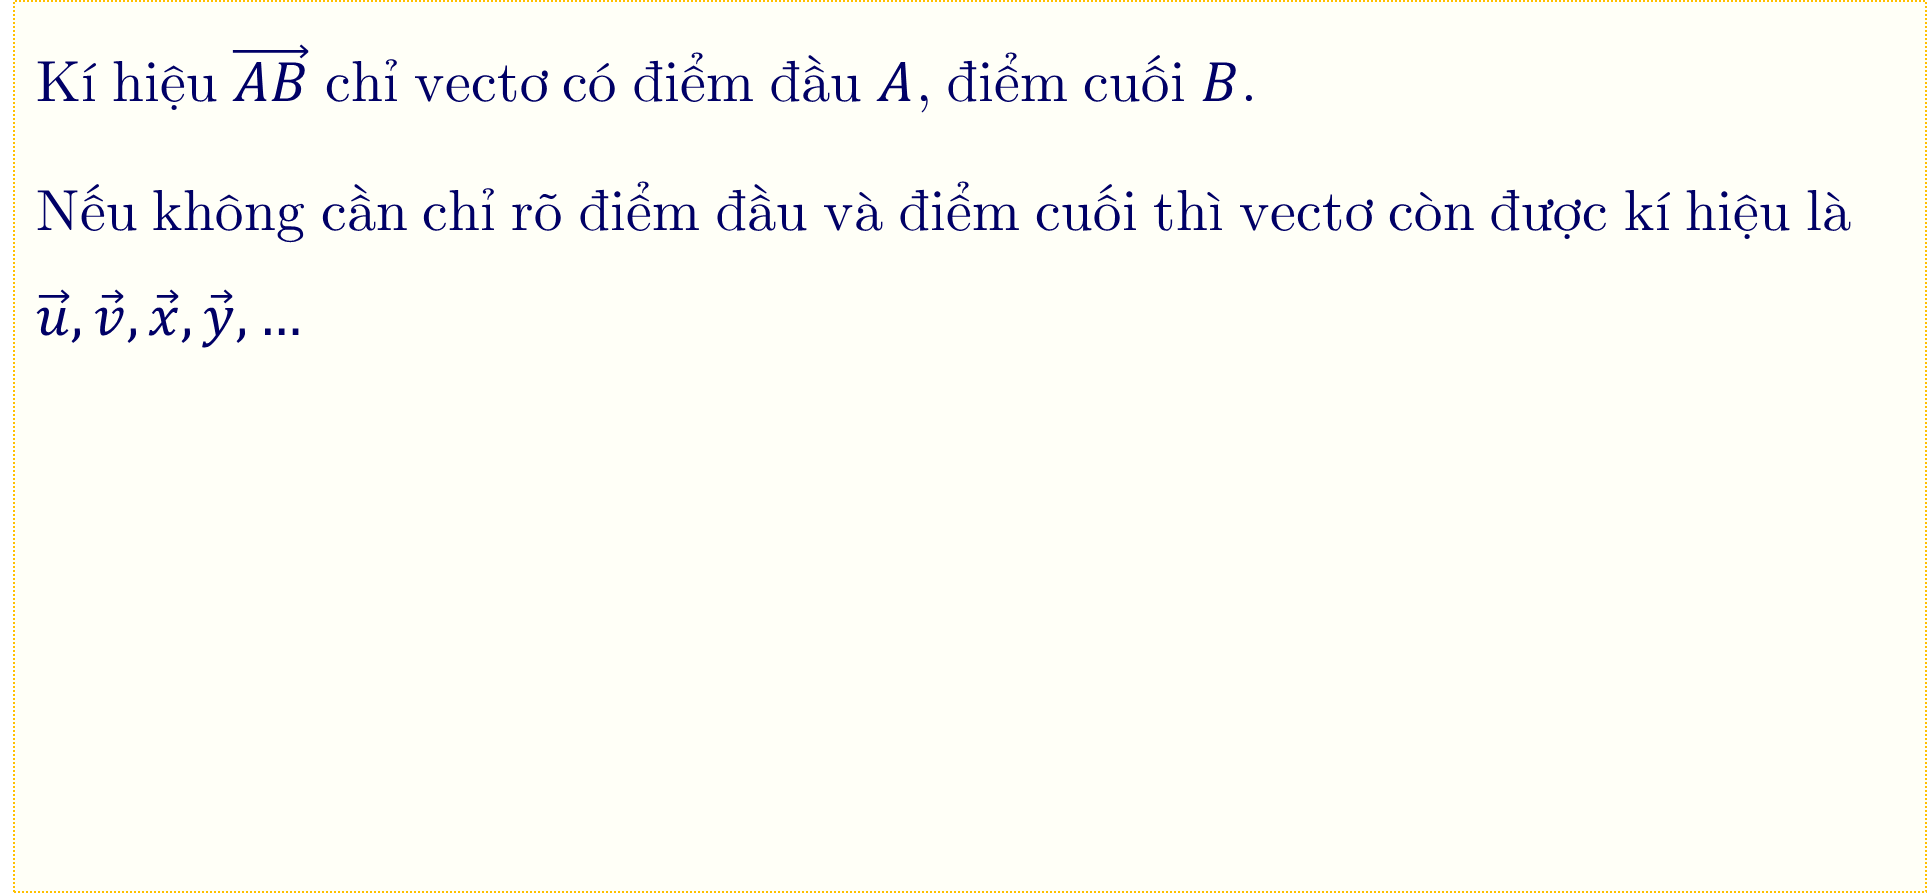 Kí hiệu $\overrightarrow{AB}$ chỉ vectơ có điểm đầu A, điểm cuối B.
Nếu không cần chỉ rõ điểm đầu và điểm cuối thì vectơ còn được kí hiệu là
$\vec{u}, \vec{v}, \vec{x}, \vec{y}, ...$